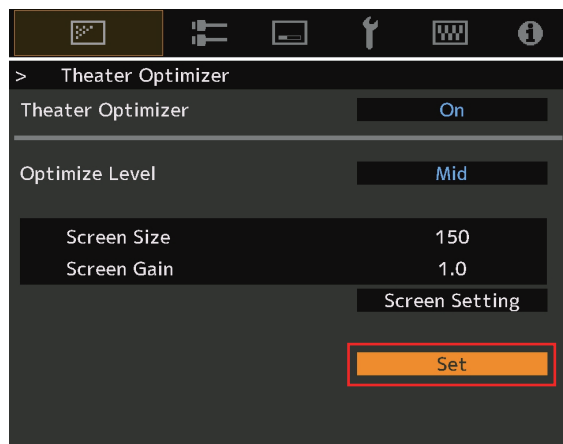 > Theater Optimizer
Theater Optimizer On
Optimize Level Mid
Screen Size 150
Screen Gain 1.0
Screen Setting
Set